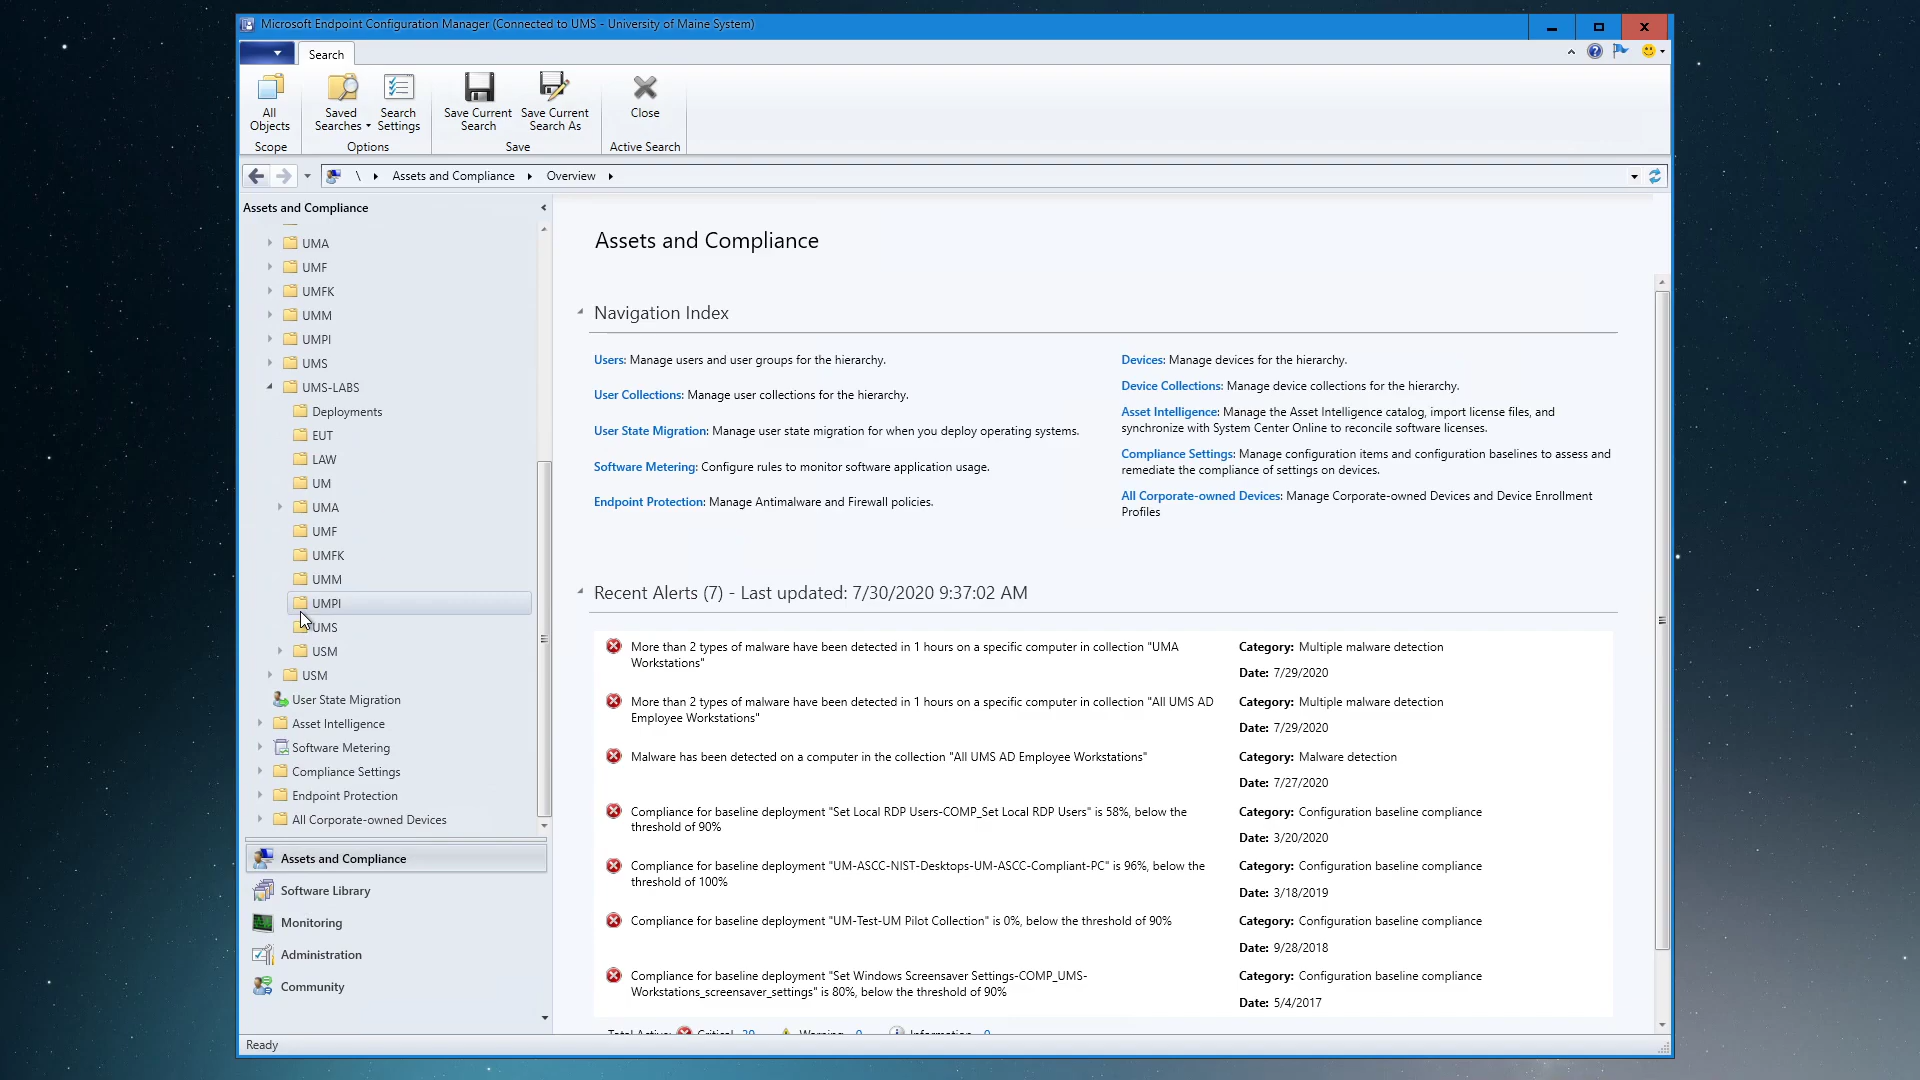 Microsoft Endpoint Configuration Manager (Connected to UMS - University of Maine System)
Search
All
Objects
Saved
Searches
Search
Settings
Save Current
Search
Save Current
Search As
Close
Scope
Options
Save
Active Search
\
Assets and Compliance
Overview
Assets and Compliance
UMA
UMF
UMFK
UMM
UMPI
UMS
UMS-LABS
Deployments
EUT
LAW
UM
UMA
UMF
UMFK
UMM
UMPI
UMS
USM
USM
User State Migration
Asset Intelligence
Software Metering
Compliance Settings
Endpoint Protection
All Corporate-owned Devices
Assets and Compliance
Software Library
Monitoring
Administration
Community
Assets and Compliance
Navigation Index
Users: Manage users and user groups for the hierarchy.
User Collections: Manage user collections for the hierarchy.
User State Migration: Manage user state migration for when you deploy operating systems.
Software Metering: Configure rules to monitor software application usage.
Endpoint Protection: Manage Antimalware and Firewall policies.
Devices: Manage devices for the hierarchy.
Device Collections: Manage device collections for the hierarchy.
Asset Intelligence: Manage the Asset Intelligence catalog, import license files, and
synchronize with System Center Online to reconcile software licenses.
Compliance Settings: Manage configuration items and configuration baselines to assess and
remediate the compliance of settings on devices.
All Corporate-owned Devices: Manage Corporate-owned Devices and Device Enrollment
Profiles
Recent Alerts (7) - Last updated: 7/30/2020 9:37:02 AM
More than 2 types of malware have been detected in 1 hours on a specific computer in collection "UMA
Workstations"
Category: Multiple malware detection
Date: 7/29/2020
More than 2 types of malware have been detected in 1 hours on a specific computer in collection "All UMS AD
Employee Workstations"
Category: Multiple malware detection
Date: 7/29/2020
Malware has been detected on a computer in the collection "All UMS AD Employee Workstations"
Category: Malware detection
Date: 7/27/2020
Compliance for baseline deployment "Set Local RDP Users-COMP_Set Local RDP Users" is 58%, below the
threshold of 90%
Category: Configuration baseline compliance
Date: 3/20/2020
Compliance for baseline deployment "UM-ASCC-NIST-Desktops-UM-ASCC-Compliant-PC" is 96%, below the
threshold of 100%
Category: Configuration baseline compliance
Date: 3/18/2019
Compliance for baseline deployment "UM-Test-UM Pilot Collection" is 0%, below the threshold of 90%
Category: Configuration baseline compliance
Date: 9/28/2018
Compliance for baseline deployment "Set Windows Screensaver Settings-COMP_UMS-
Workstations_screensaver_settings" is 80%, below the threshold of 90%
Category: Configuration baseline compliance
Date: 5/4/2017
Total Active: Critical Warning Information
Ready